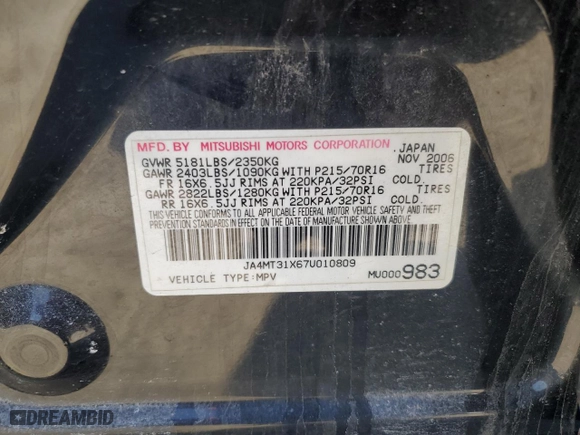 MFD. BY MITSUBISHI MOTORS CORPORATION. JAPAN
GVWR 5181LBS/2350KG NOV 2006
GAWR 2403LBS/1090KG WITH P215/70R16 TIRES
FR 16X6.5JJ RIMS AT 220KPA/32PSI COLD.
GAWR 2822LBS/1280KG WITH P215/70R16 TIRES
RR 16X6.5JJ RIMS AT 220KPA/32PSI COLD.
THIS VEHICLE CONFORMS TO ALL APPLICABLE FEDERAL MOTOR VEHICLE SAFETY AND THEFT
PREVENTION STANDARDS IN EFFECT ON THE DATE OF MANUFACTURE SHOWN ABOVE.
JA4MT31X67U010809
VEHICLE TYPE:MPV MU000983
DREAMBID